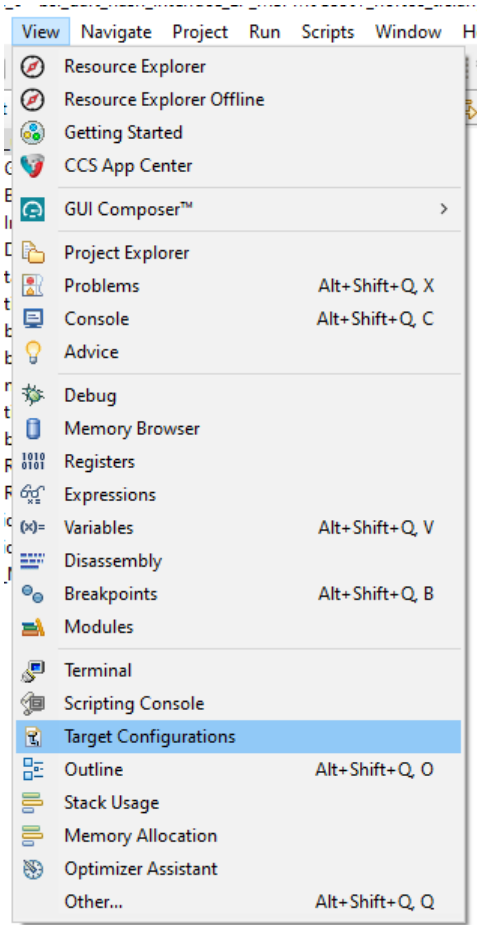 View Navigate Project Run Scripts Window
Resource Explorer
Resource Explorer Offline
Getting Started
CCS App Center
GUI Composer™
Project Explorer
Problems Alt+Shift+Q, X
Console Alt+Shift+Q, C
Advice
Debug
Memory Browser
Registers
Expressions
Variables Alt+Shift+Q, V
Disassembly
Breakpoints Alt+Shift+Q, B
Modules
Terminal
Scripting Console
Target Configurations
Outline Alt+Shift+Q, O
Stack Usage
Memory Allocation
Optimizer Assistant
Other... Alt+Shift+Q, Q